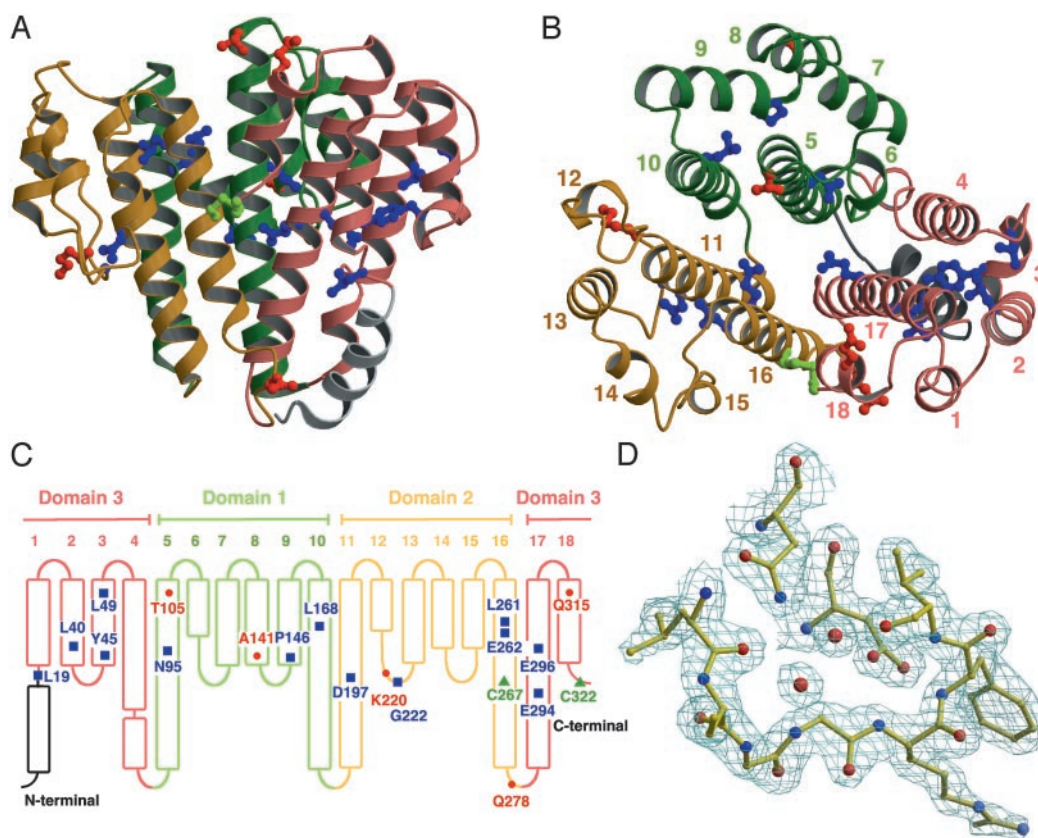 A
B
8
9
7
5
6
10
4
12
11
3
13
17
2
16
14
15
18
1
C
Domain 3 Domain 1 Domain 2 Domain 3
1 2 3 4 5 6 7 8 9 10 11 12 13 14 15 16 17 18
L49 T105 L168 L261 Q315
L40 Y45 A141 P146 E262
L19 N95 D197 K220 C267 E296 C322
G222 E294
C-terminal
N-terminal
Q278
D